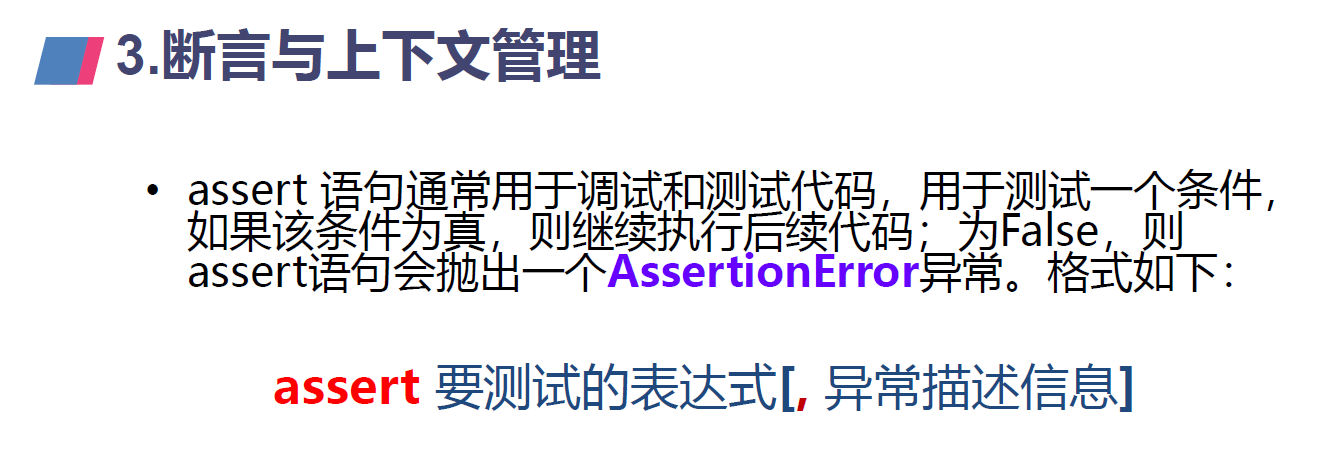 3.断言与上下文管理
• assert 语句通常用于调试和测试代码，用于测试一个条件，
如果该条件为真，则继续执行后续代码；为False，则
assert语句会抛出一个AssertionError异常。格式如下：
assert 要测试的表达式[, 异常描述信息]